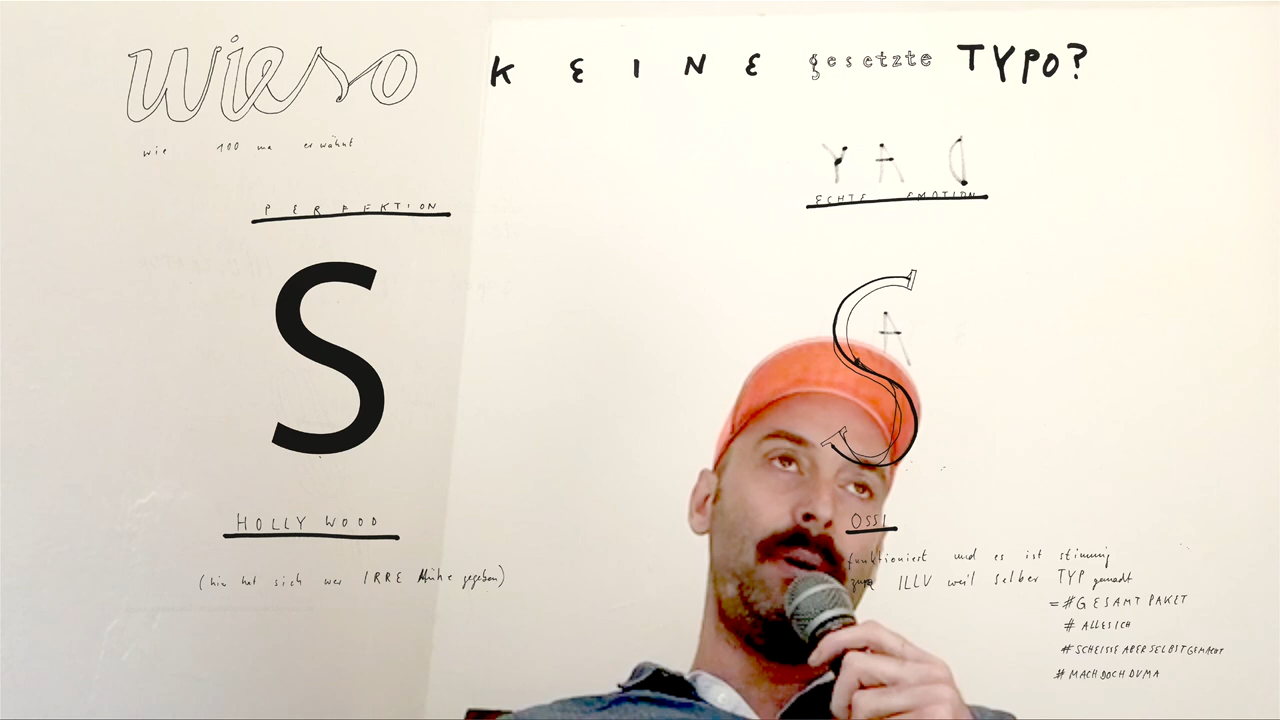 wieso KEINE gesetzte TYPO?
wie 100 ma erwähnt
YAY
PERFEKTION
ECHTE EMOTION
S
S
A
HOLLYWOOD
OSSI
(hier hat sich wer IRRE Mühe gegeben)
funktioniert und es ist stimmig
zur ILLU weil selber TYP gemacht
= #GESAMTPAKET
#ALLESICH
#SCHEISSEABERSELBSTGEMACHT
#MACHDOCHDUMA